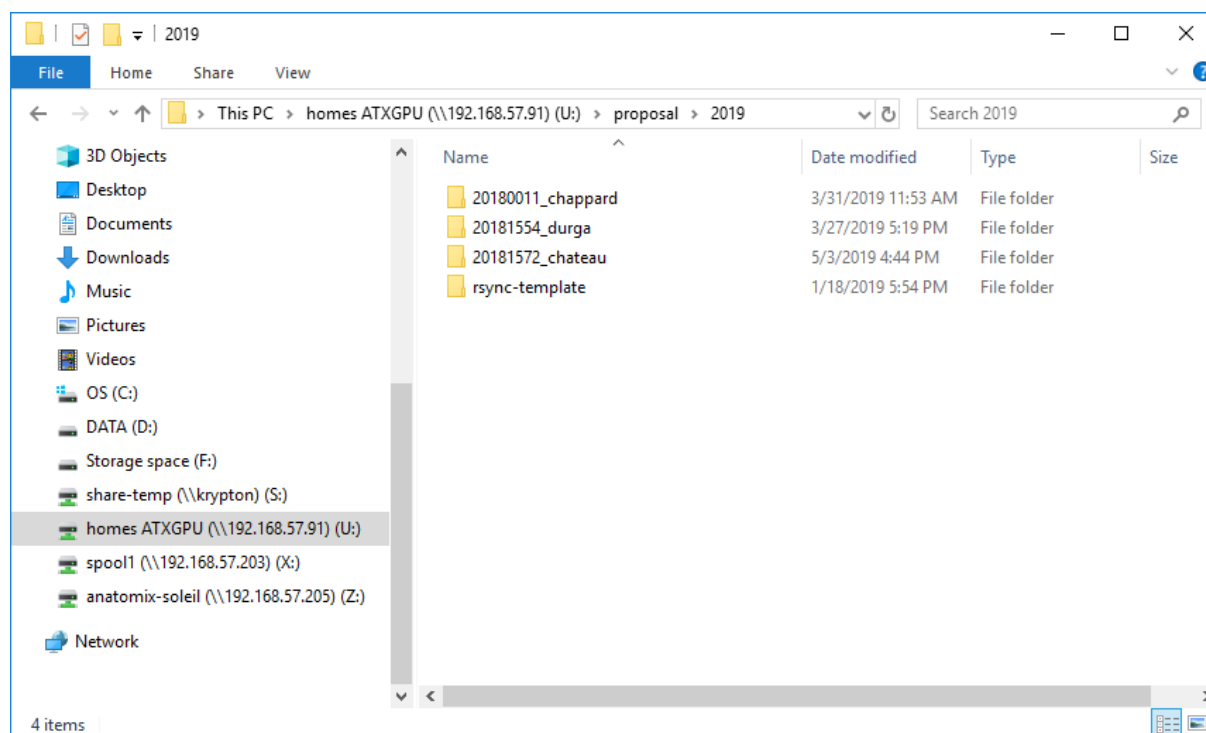 2019
File Home Share View
This PC > homes ATXGPU (\\192.168.57.91) (U:) > proposal > 2019 Search 2019
Name Date modified Type Size
3D Objects
Desktop
Documents
Downloads
Music
Pictures
Videos
OS (C:)
DATA (D:)
Storage space (F:)
share-temp (\\krypton) (S:)
homes ATXGPU (\\192.168.57.91) (U:)
spool1 (\\192.168.57.203) (X:)
anatomix-soleil (\\192.168.57.205) (Z:)
Network
20180011_chappard 3/31/2019 11:53 AM File folder
20181554_durga 3/27/2019 5:19 PM File folder
20181572_chateau 5/3/2019 4:44 PM File folder
rsync-template 1/18/2019 5:54 PM File folder
4 items